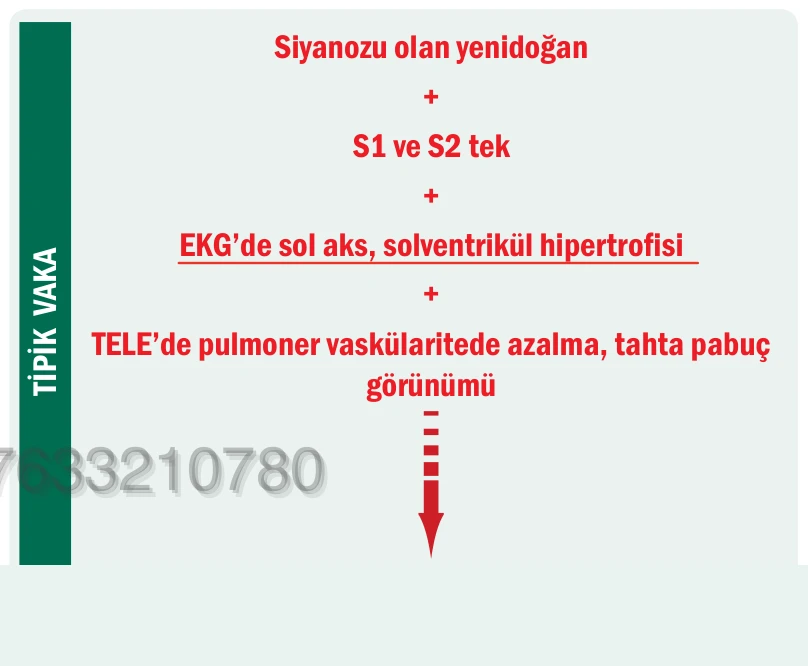 Siyanozu olan yenidoğan
+
S1 ve S2 tek
+
EKG’de sol aks, solventrikül hipertrofisi
+
TELE’de pulmoner vaskülaritede azalma, tahta pabuç
görünümü
TİPİK VAKA
7633210780